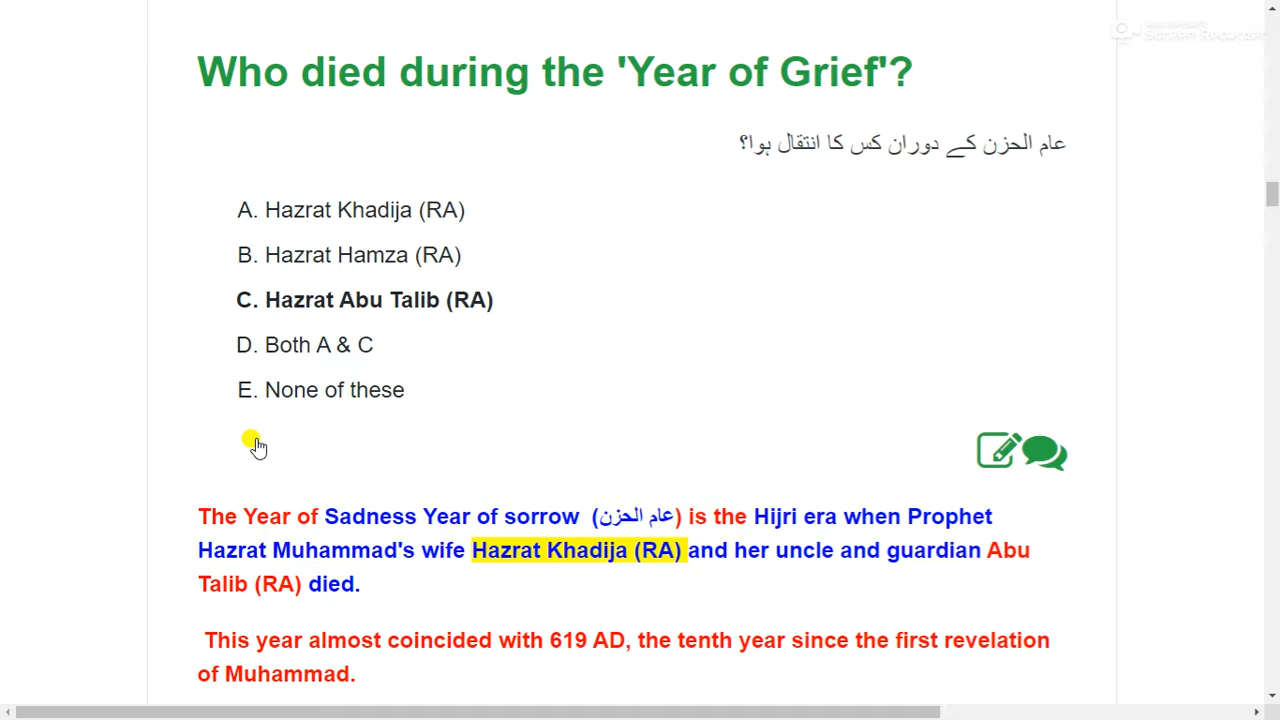 Screen Recorder
Who died during the 'Year of Grief'?
عام الحزن کے دوران کس کا انتقال ہوا؟
A. Hazrat Khadija (RA)
B. Hazrat Hamza (RA)
C. Hazrat Abu Talib (RA)
D. Both A & C
E. None of these
The Year of Sadness Year of sorrow (عام الحزن) is the Hijri era when Prophet
Hazrat Muhammad's wife Hazrat Khadija (RA) and her uncle and guardian Abu
Talib (RA) died.
This year almost coincided with 619 AD, the tenth year since the first revelation
of Muhammad.